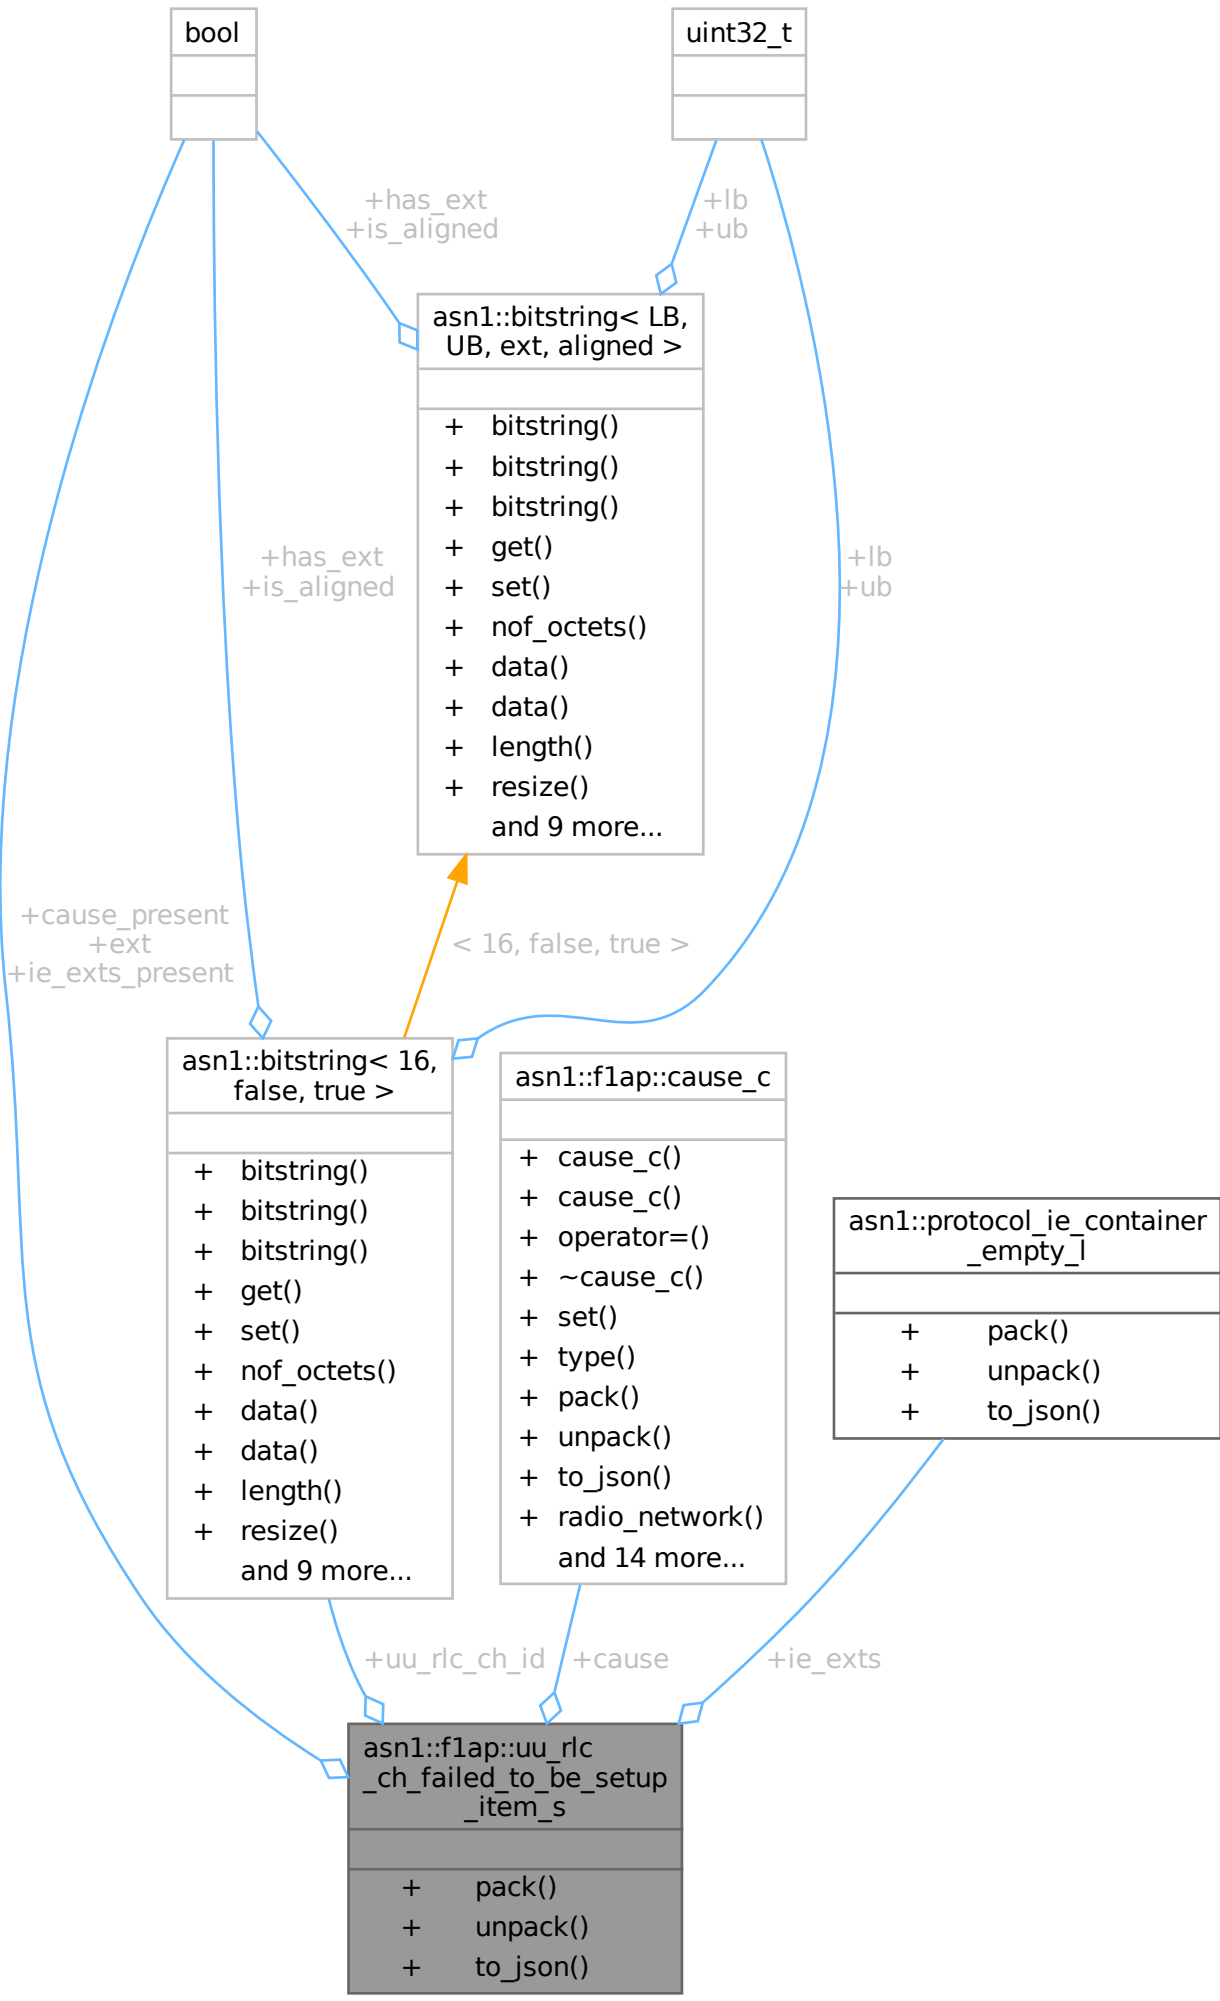 bool
uint32_t
+has_ext
+is_aligned
+lb
+ub
asn1::bitstring< LB,
UB, ext, aligned >
+ bitstring()
+ bitstring()
+ bitstring()
+ get()
+ set()
+ nof_octets()
+ data()
+ data()
+ length()
+ resize()
and 9 more...
+has_ext
+is_aligned
+lb
+ub
+cause_present
+ext
+ie_exts_present
< 16, false, true >
asn1::bitstring< 16,
false, true >
+ bitstring()
+ bitstring()
+ bitstring()
+ get()
+ set()
+ nof_octets()
+ data()
+ data()
+ length()
+ resize()
and 9 more...
asn1::f1ap::cause_c
+ cause_c()
+ cause_c()
+ operator=()
+ ~cause_c()
+ set()
+ type()
+ pack()
+ unpack()
+ to_json()
+ radio_network()
and 14 more...
asn1::protocol_ie_container
_empty_l
+ pack()
+ unpack()
+ to_json()
+uu_rlc_ch_id
+cause
+ie_exts
asn1::f1ap::uu_rlc
_ch_failed_to_be_setup
_item_s
+ pack()
+ unpack()
+ to_json()